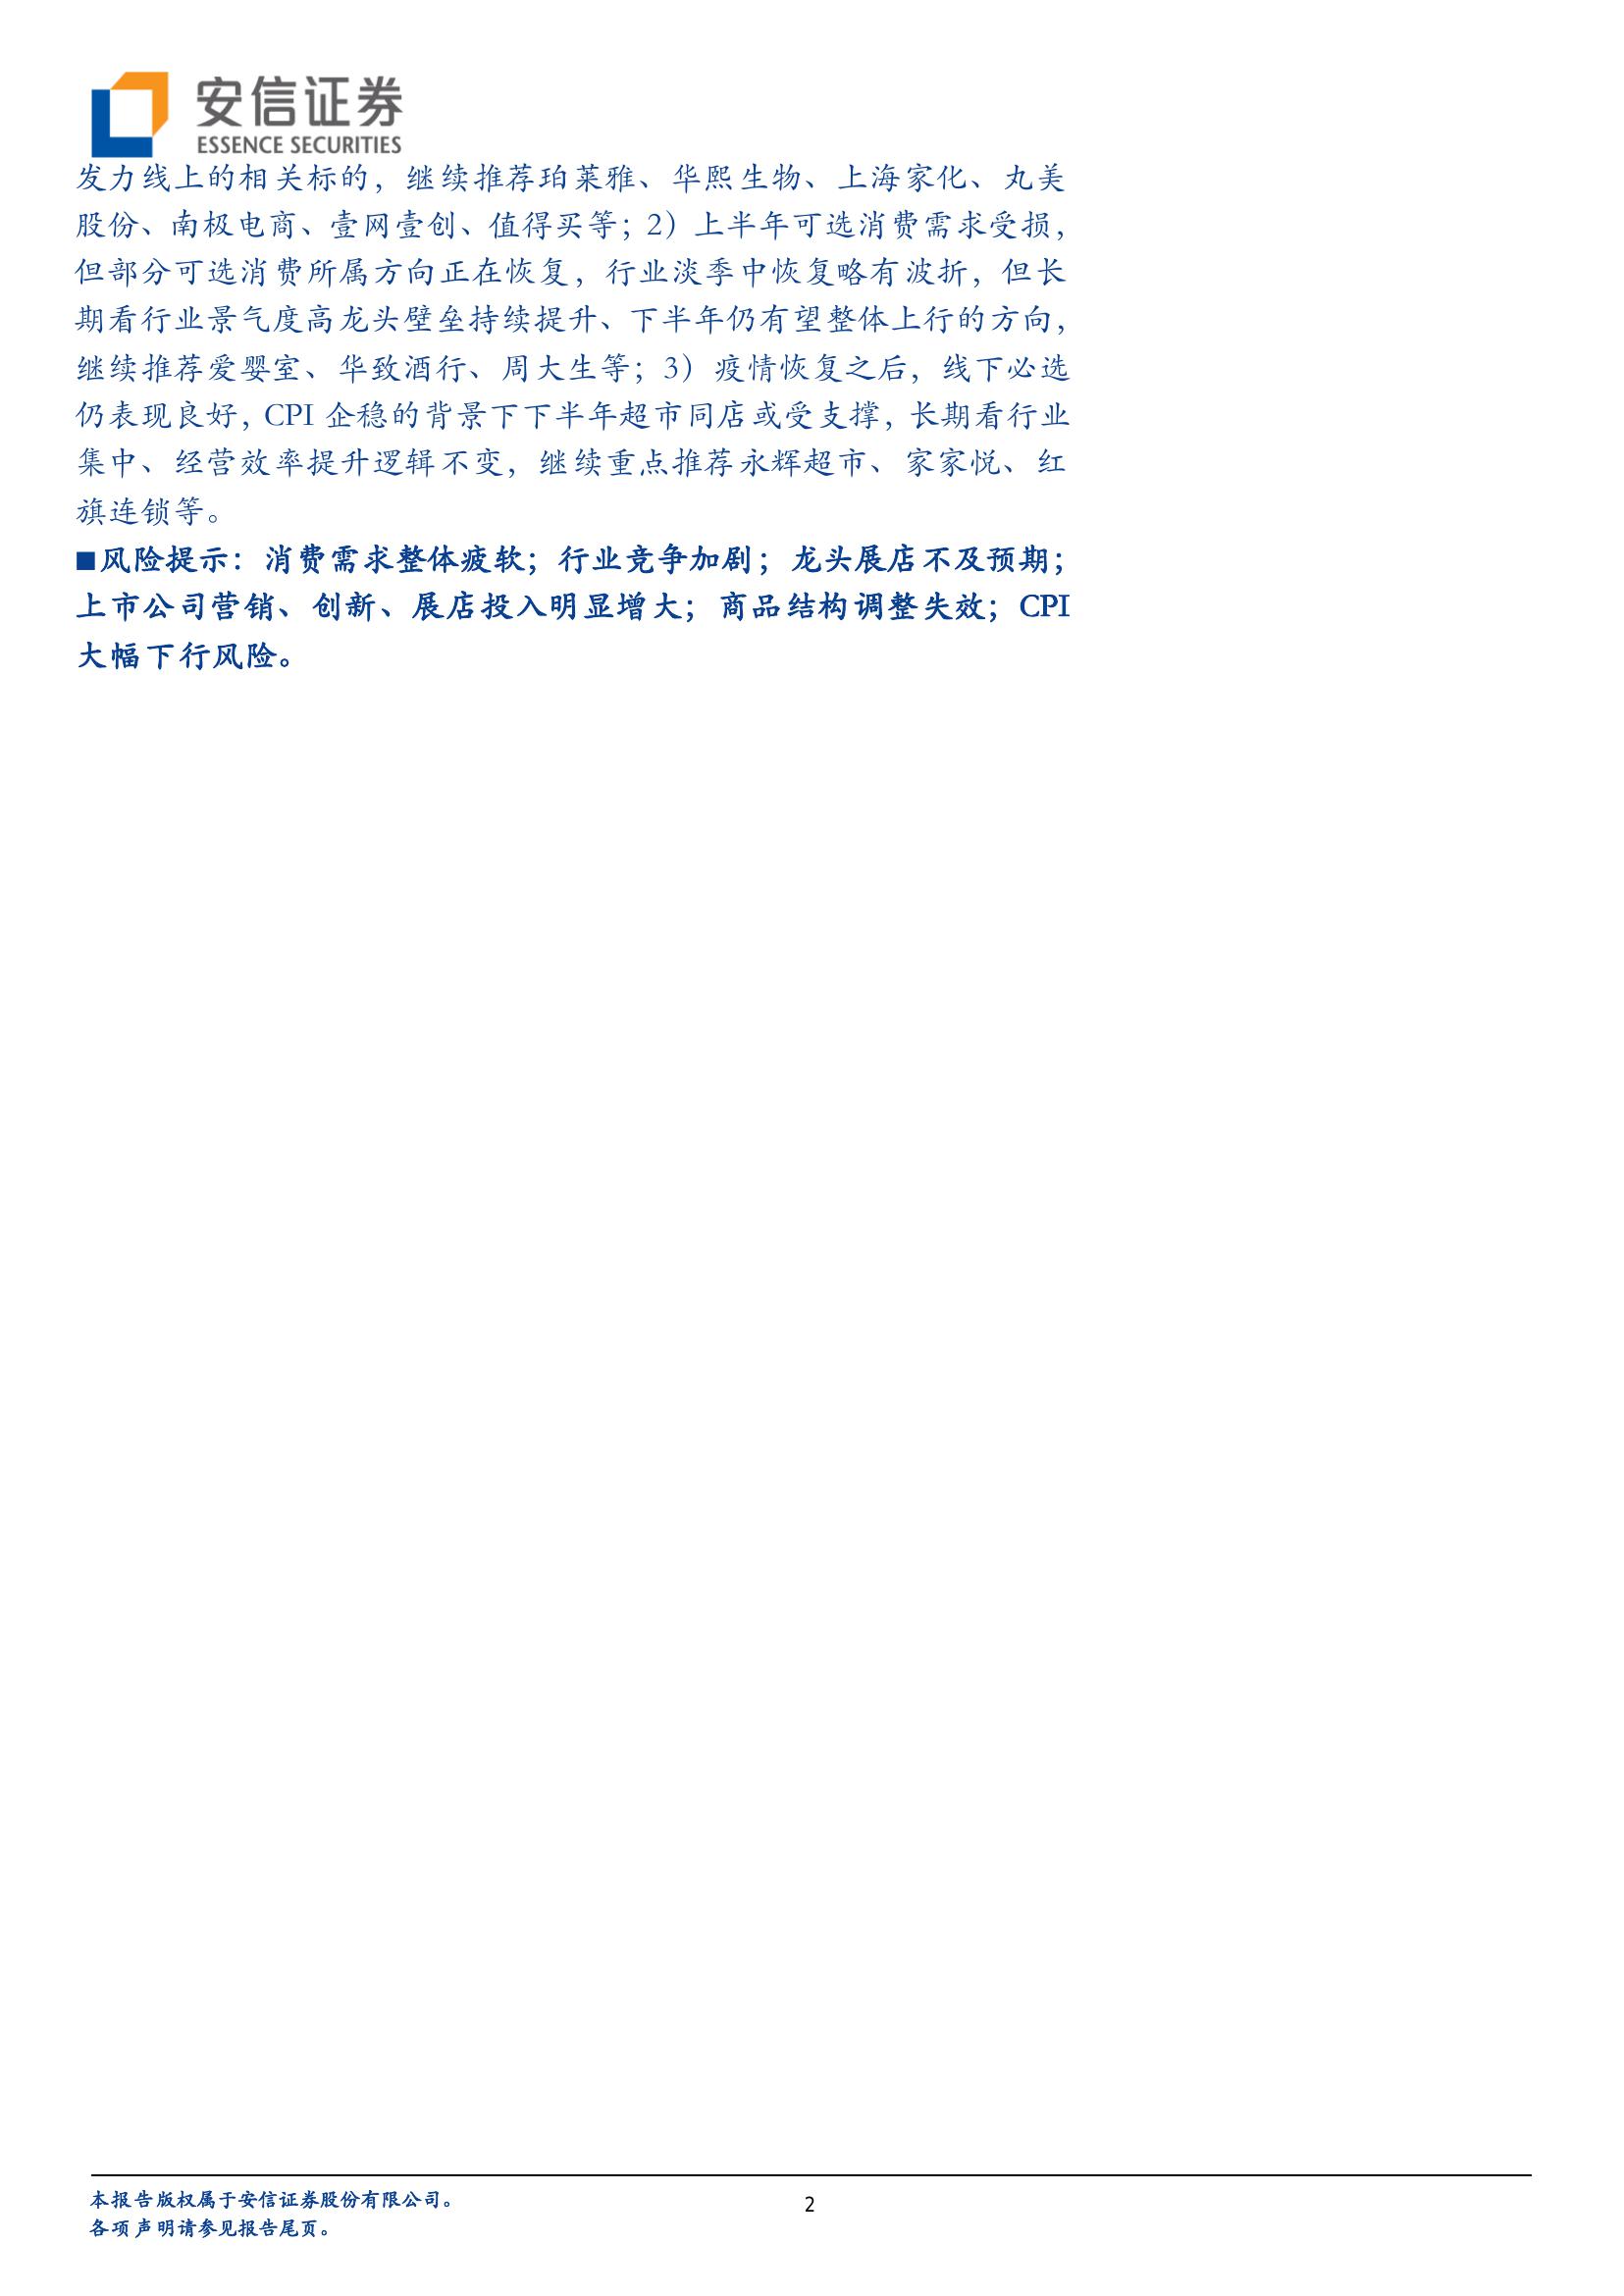 安信证券
ESSENCE SECURITIES
发力线上的相关标的，继续推荐珀莱雅、华熙生物、上海家化、丸美
股份、南极电商、壹网壹创、值得买等；2）上半年可选消费需求受损，
但部分可选消费所属方向正在恢复，行业淡季中恢复略有波折，但长
期看行业景气度高龙头壁垒持续提升、下半年仍有望整体上行的方向，
继续推荐爱婴室、华致酒行、周大生等；3）疫情恢复之后，线下必选
仍表现良好，CPI 企稳的背景下下半年超市同店或受支撑，长期看行业
集中、经营效率提升逻辑不变，继续重点推荐永辉超市、家家悦、红
旗连锁等。
■风险提示：消费需求整体疲软；行业竞争加剧；龙头展店不及预期；
上市公司营销、创新、展店投入明显增大；商品结构调整失效；CPI
大幅下行风险。
本报告版权属于安信证券股份有限公司。
各项声明请参见报告尾页。
2